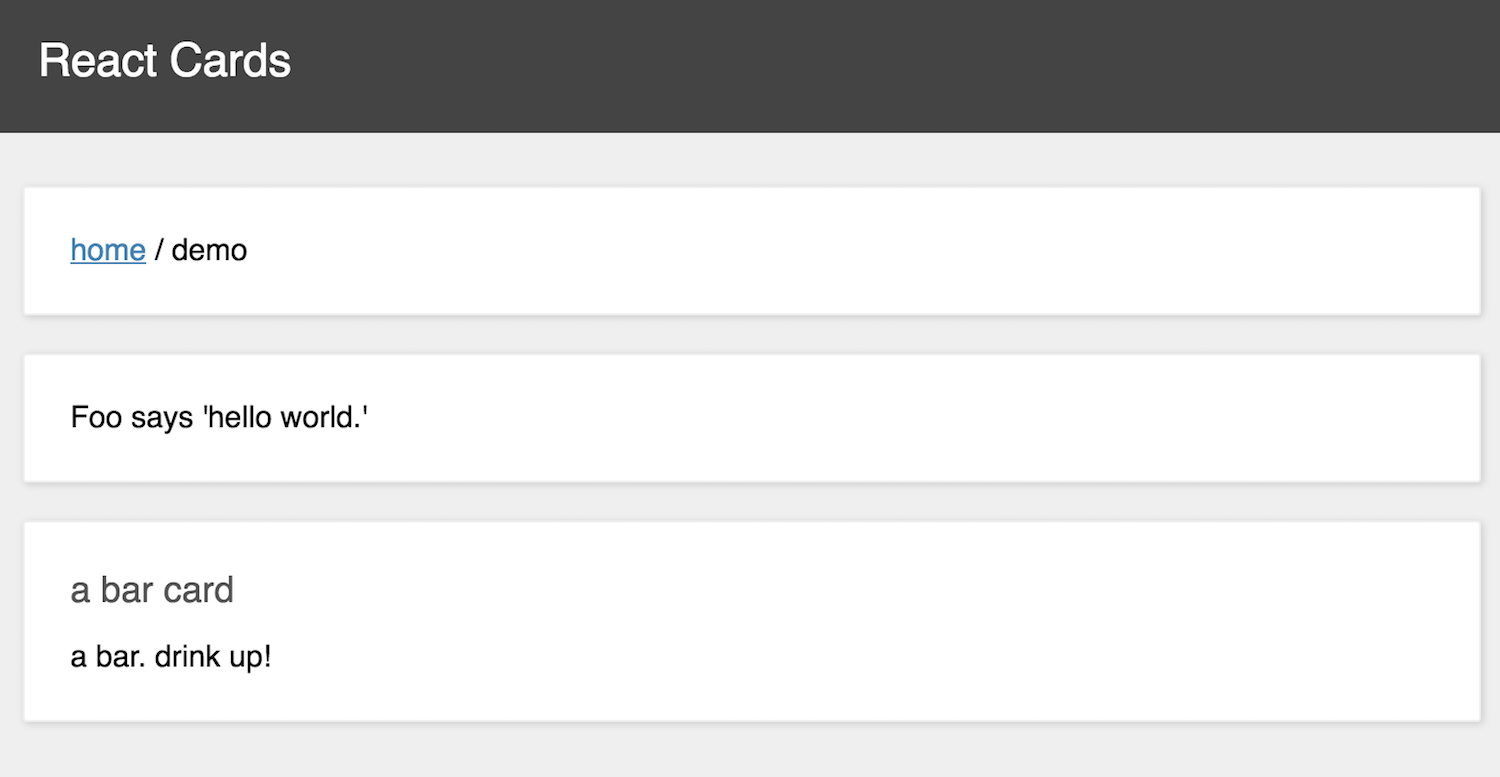 React Cards
home / demo
Foo says 'hello world.'
a bar card
a bar. drink up!